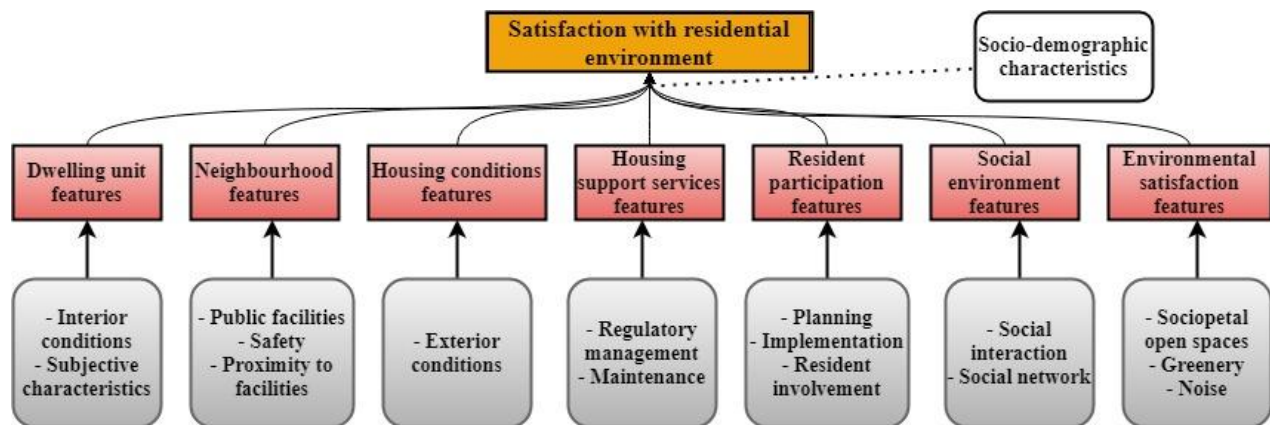 Satisfaction with residential
environment
Socio-demographic
characteristics
Dwelling unit
features
Neighbourhood
features
Housing conditions
features
Housing
support services
features
Resident
participation
features
Social
environment
features
Environmental
satisfaction
features
- Interior
conditions
- Subjective
characteristics
- Public facilities
- Safety
- Proximity to
facilities
- Exterior
conditions
- Regulatory
management
- Maintenance
- Planning
- Implementation
- Resident
involvement
- Social
interaction
- Social network
- Sociopetal
open spaces
- Greenery
- Noise